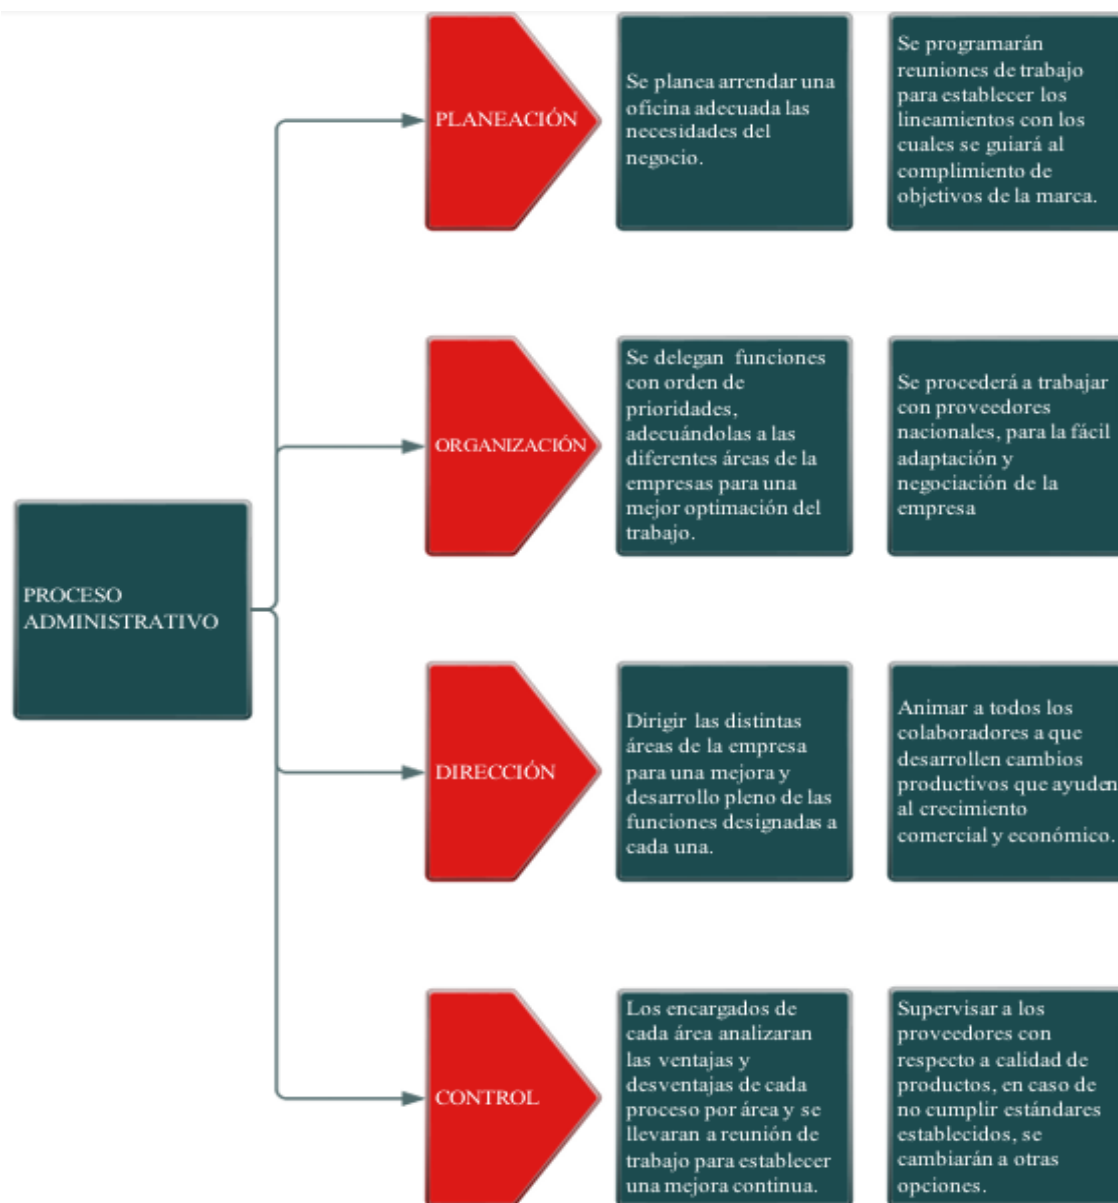 PROCESO
ADMINISTRATIVO
PLANEACIÓN
Se planea arrendar una
oficina adecuada las
necesidades del
negocio.
Se programarán
reuniones de trabajo
para establecer los
lineamientos con los
cuales se guiará al
complimiento de
objetivos de la marca.
ORGANIZACIÓN
Se delegan funciones
con orden de
prioridades,
adecuándolas a las
diferentes áreas de la
empresas para una
mejor optimación del
trabajo.
Se procederá a trabajar
con proveedores
nacionales, para la fácil
adaptación y
negociación de la
empresa
DIRECCIÓN
Dirigir las distintas
áreas de la empresa
para una mejora y
desarrollo pleno de las
funciones designadas a
cada una.
Animar a todos los
colaboradores a que
desarrollen cambios
productivos que ayuden
al crecimiento
comercial y económico.
CONTROL
Los encargados de
cada área analizaran
las ventajas y
desventajas de cada
proceso por área y se
llevaran a reunión de
trabajo para establecer
una mejora continua.
Supervisar a los
proveedores con
respecto a calidad de
productos, en caso de
no cumplir estándares
establecidos, se
cambiarán a otras
opciones.